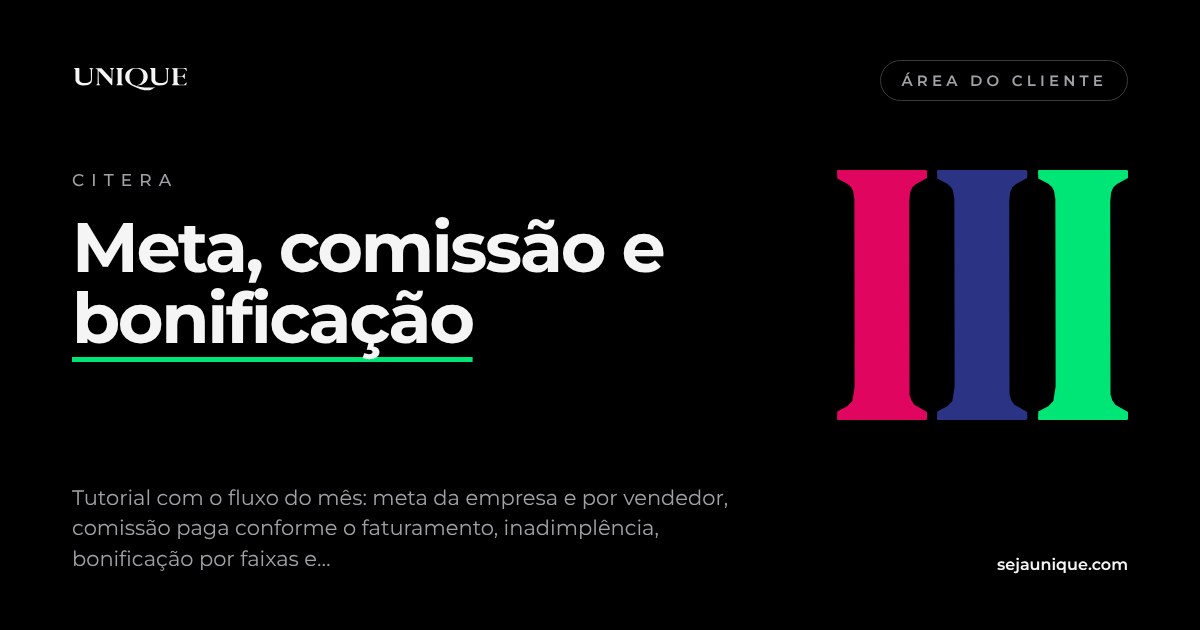 UNIQUE
ÁREA DO CLIENTE
CITERA
Meta, comissão e
bonificação
Tutorial com o fluxo do mês: meta da empresa e por vendedor,
comissão paga conforme o faturamento, inadimplência,
bonificação por faixas e...
sejaunique.com